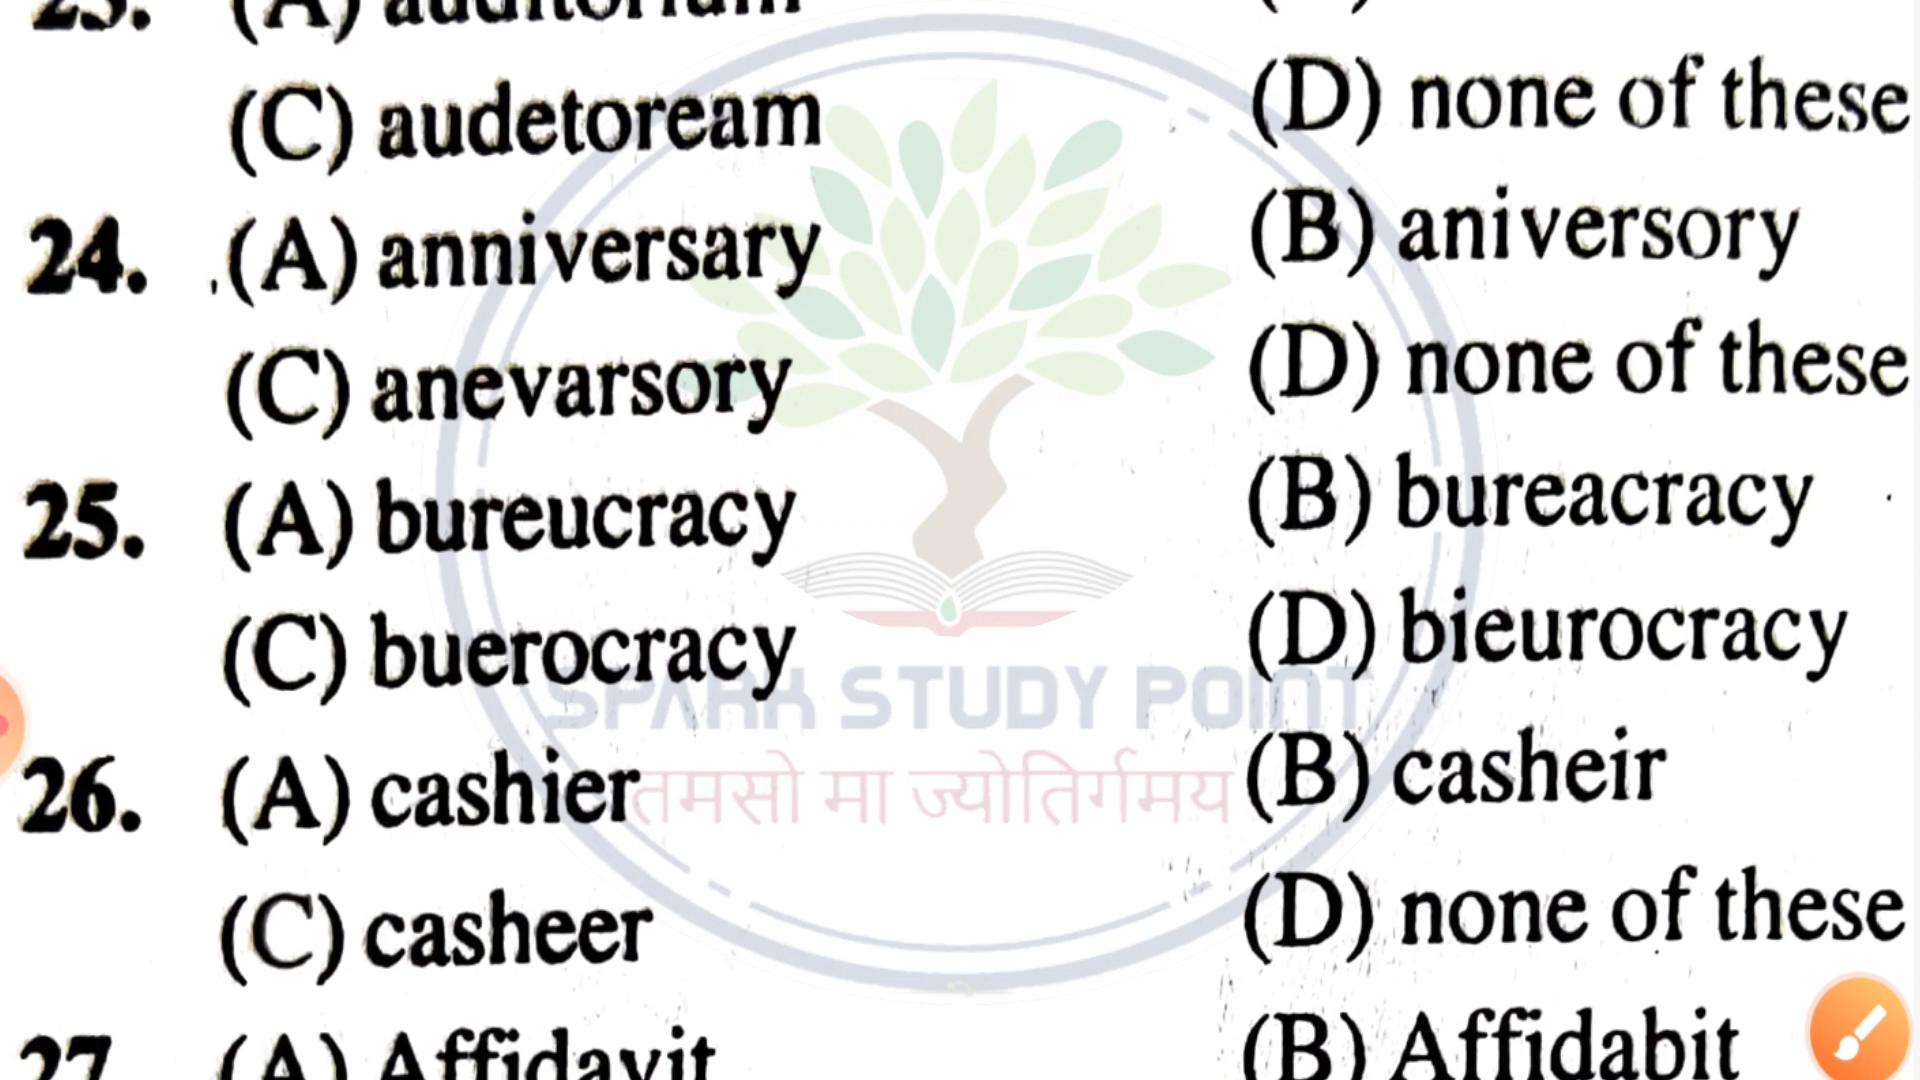 23. (A) auditorium
(C) audetoream (D) none of these
24. (A) anniversary (B) aniversory
(C) anevarsory (D) none of these
25. (A) bureucracy (B) bureacracy
(C) buerocracy (D) bieurocracy
SPARK STUDY POINT
तमसो मा ज्योतिर्गमय
26. (A) cashier (B) casheir
(C) casheer (D) none of these
27 (A) Affidavit (B) Affidabit